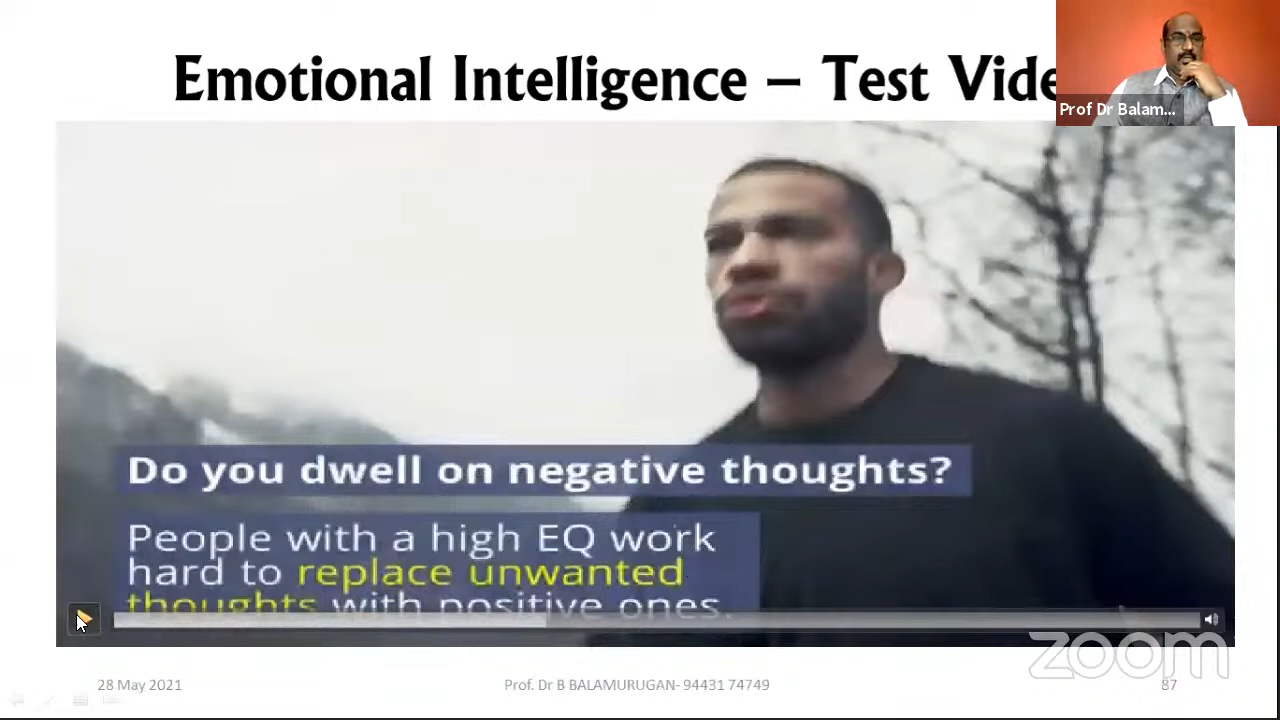 Emotional Intelligence – Test Vide
Prof Dr Balam...
Do you dwell on negative thoughts?
People with a high EQ work
hard to replace unwanted
thoughts with positive ones.
zoom
28 May 2021
Prof. Dr B BALAMURUGAN- 94431 74749
87